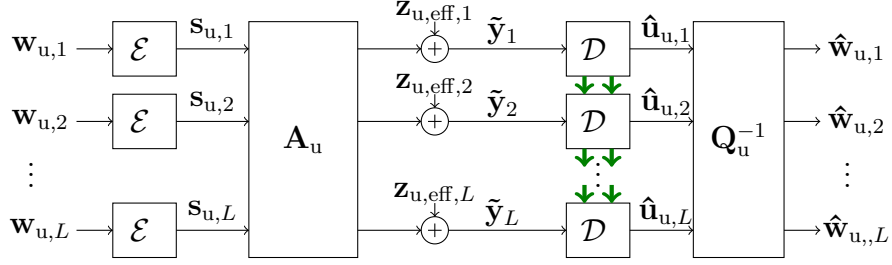 w_{u,1} ℰ s_{u,1} A_u z_{u,eff,1} + ỹ_1 𝒟 û_{u,1} Q_u^{-1} ŵ_{u,1}
w_{u,2} ℰ s_{u,2} z_{u,eff,2} + ỹ_2 𝒟 û_{u,2} ŵ_{u,2}
⋮ ⋮ ⋮
w_{u,L} ℰ s_{u,L} z_{u,eff,L} + ỹ_L 𝒟 û_{u,L} ŵ_{u,,L}